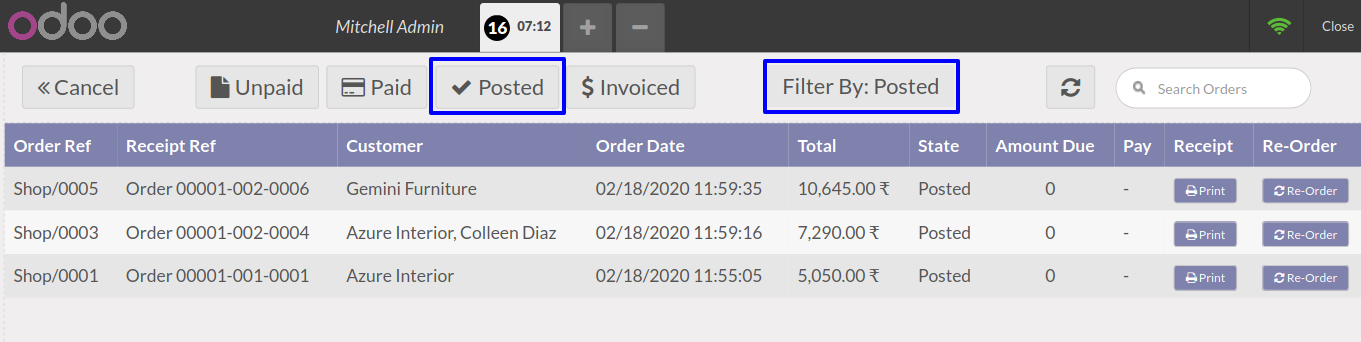 odoo Mitchell Admin 16 07:12 + − Close
« Cancel Unpaid Paid Posted $ Invoiced Filter By: Posted Search Orders
Order Ref Receipt Ref Customer Order Date Total State Amount Due Pay Receipt Re-Order
Shop/0005 Order 00001-002-0006 Gemini Furniture 02/18/2020 11:59:35 10,645.00 ₹ Posted 0 - Print Re-Order
Shop/0003 Order 00001-002-0004 Azure Interior, Colleen Diaz 02/18/2020 11:59:16 7,290.00 ₹ Posted 0 - Print Re-Order
Shop/0001 Order 00001-001-0001 Azure Interior 02/18/2020 11:55:05 5,050.00 ₹ Posted 0 - Print Re-Order